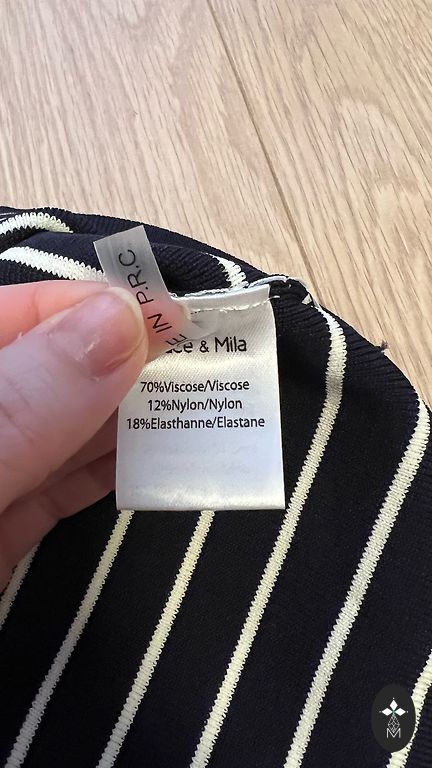 IN P.R.C
& Mila
70%Viscose/Viscose
12%Nylon/Nylon
18%Elasthanne/Elastane